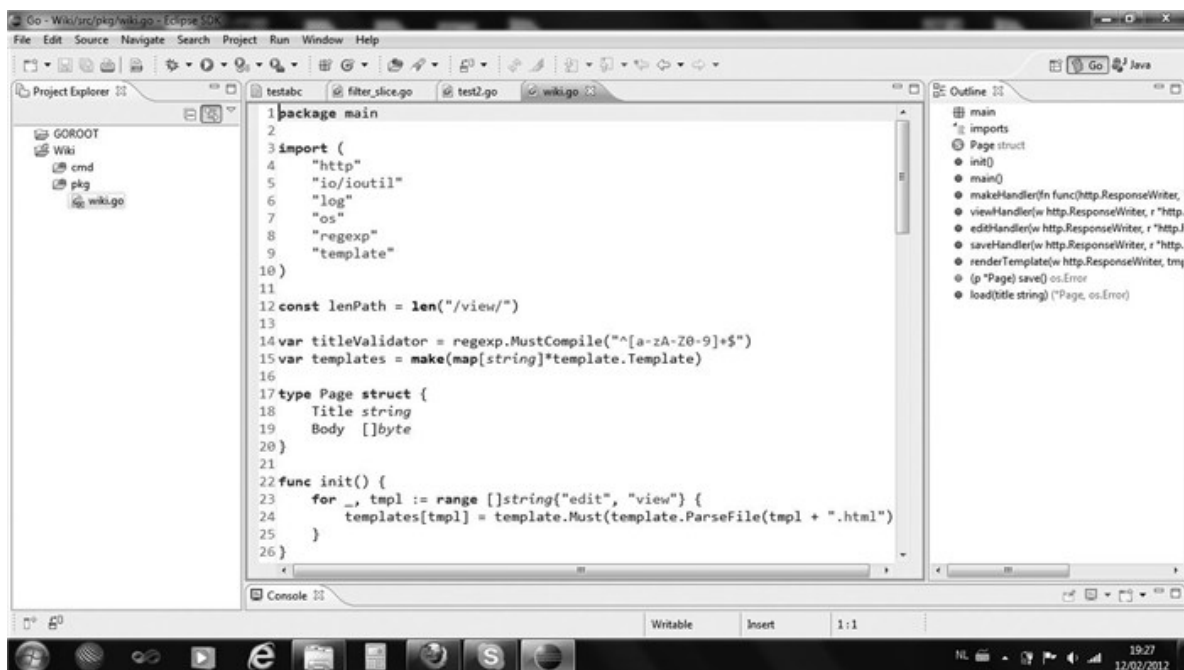 Go - Wiki/src/pkg/wiki.go - Eclipse SDK
File Edit Source Navigate Search Project Run Window Help
Go Java
Project Explorer
GOROOT
Wiki
cmd
pkg
wiki.go
testabc filter_slice.go test2.go wiki.go
1 package main
2
3 import (
4 "http"
5 "io/ioutil"
6 "log"
7 "os"
8 "regexp"
9 "template"
10 )
11
12 const lenPath = len("/view/")
13
14 var titleValidator = regexp.MustCompile("^[a-zA-Z0-9]+$")
15 var templates = make(map[string]*template.Template)
16
17 type Page struct {
18 Title string
19 Body []byte
20 }
21
22 func init() {
23 for _, tmpl := range []string{"edit", "view"} {
24 templates[tmpl] = template.Must(template.ParseFile(tmpl + ".html")
25 }
26 }
Outline
main
imports
Page struct
init()
main()
makeHandler(fn func(http.ResponseWriter,
viewHandler(w http.ResponseWriter, r *http.
editHandler(w http.ResponseWriter, r *http.
saveHandler(w http.ResponseWriter, r *http.
renderTemplate(w http.ResponseWriter, tmp
(p *Page) save() os.Error
load(title string) (*Page, os.Error)
Console
Writable Insert 1:1
NL 19:27
12/02/2012